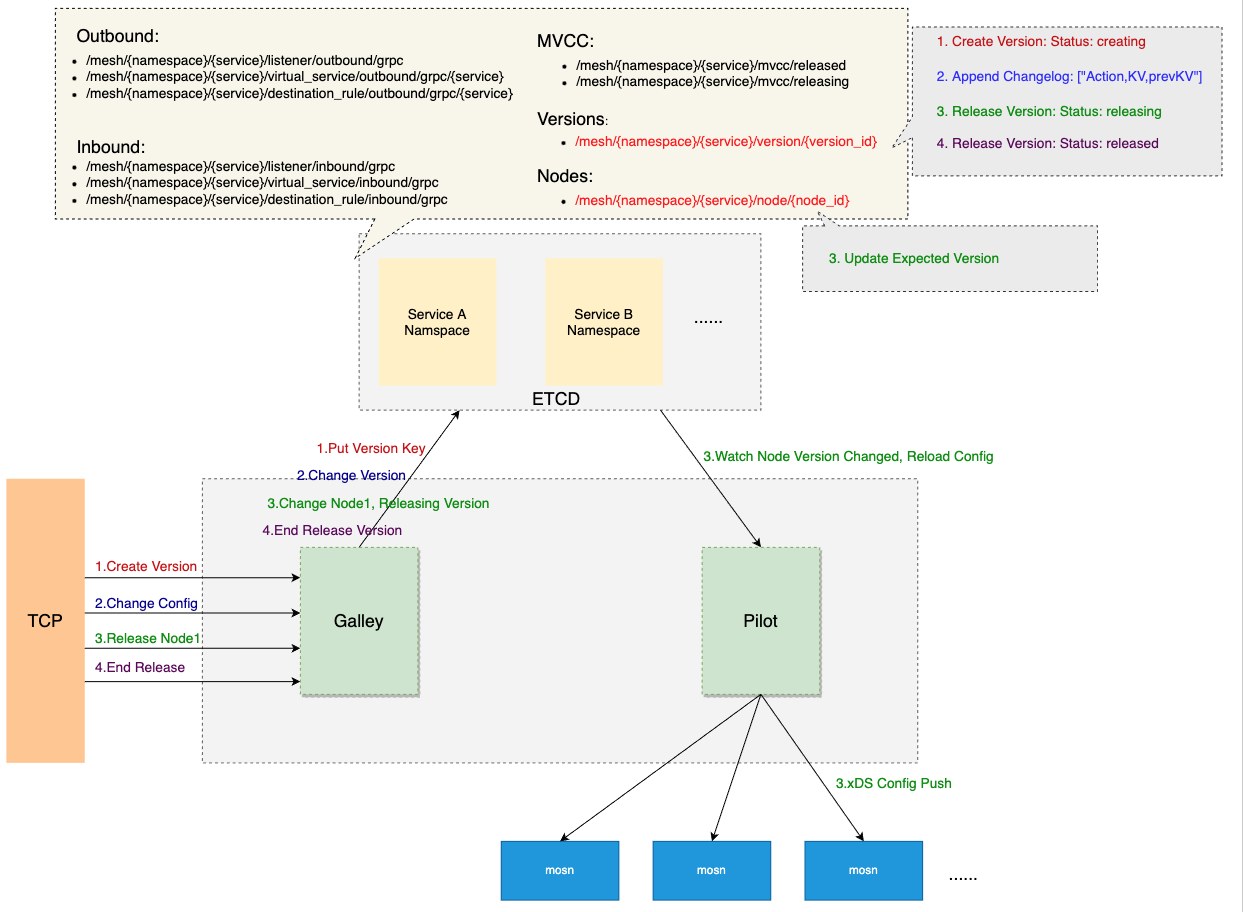 Outbound:
/mesh/{namespace}/{service}/listener/outbound/grpc
/mesh/{namespace}/{service}/virtual_service/outbound/grpc/{service}
/mesh/{namespace}/{service}/destination_rule/outbound/grpc/{service}
Inbound:
/mesh/{namespace}/{service}/listener/inbound/grpc
/mesh/{namespace}/{service}/virtual_service/inbound/grpc
/mesh/{namespace}/{service}/destination_rule/inbound/grpc
MVCC:
/mesh/{namespace}/{service}/mvcc/released
/mesh/{namespace}/{service}/mvcc/releasing
Versions:
/mesh/{namespace}/{service}/version/{version_id}
Nodes:
/mesh/{namespace}/{service}/node/{node_id}
1. Create Version: Status: creating
2. Append Changelog: ["Action,KV,prevKV"]
3. Release Version: Status: releasing
4. Release Version: Status: released
3. Update Expected Version
Service A
Namspace
Service B
Namespace
......
ETCD
1.Put Version Key
2.Change Version
3.Change Node1, Releasing Version
4.End Release Version
3.Watch Node Version Changed, Reload Config
TCP
1.Create Version
2.Change Config
3.Release Node1
4.End Release
Galley
Pilot
3.xDS Config Push
mosn
mosn
mosn
......